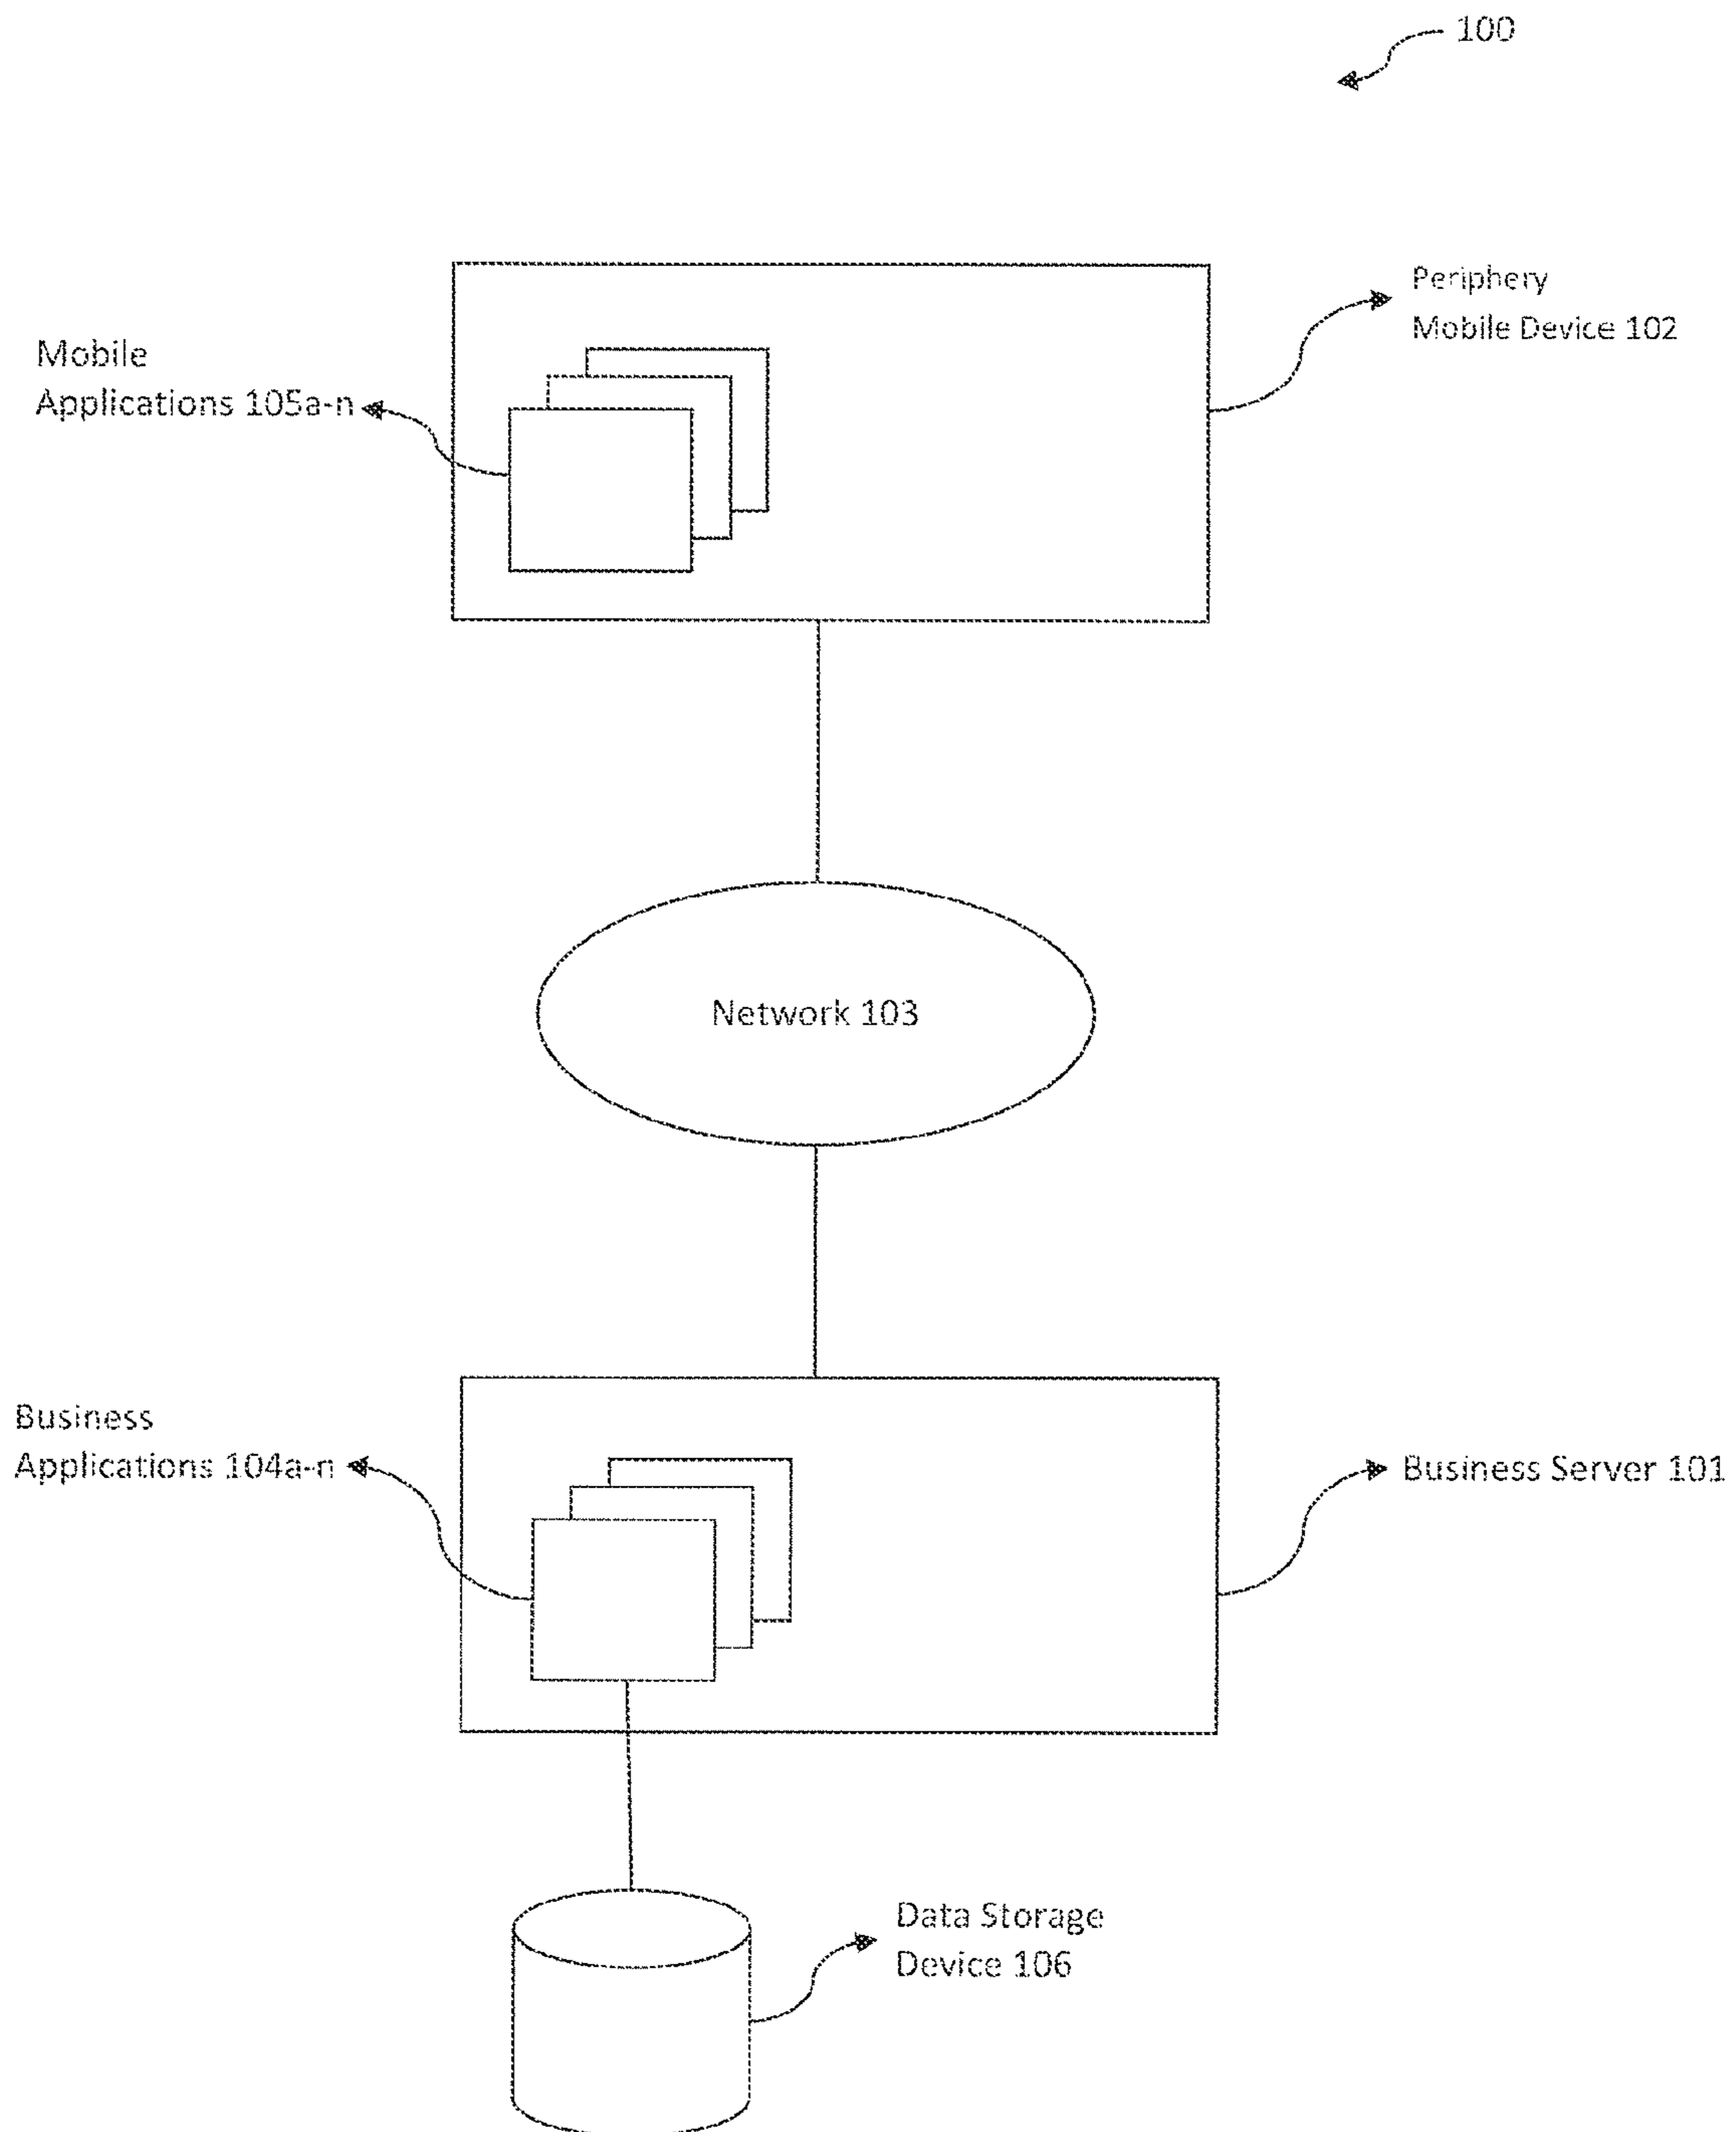 100
Periphery
Mobile Device 102
Mobile
Applications 105a-n
Network 103
Business
Applications 104a-n
Business Server 101
Data Storage
Device 106